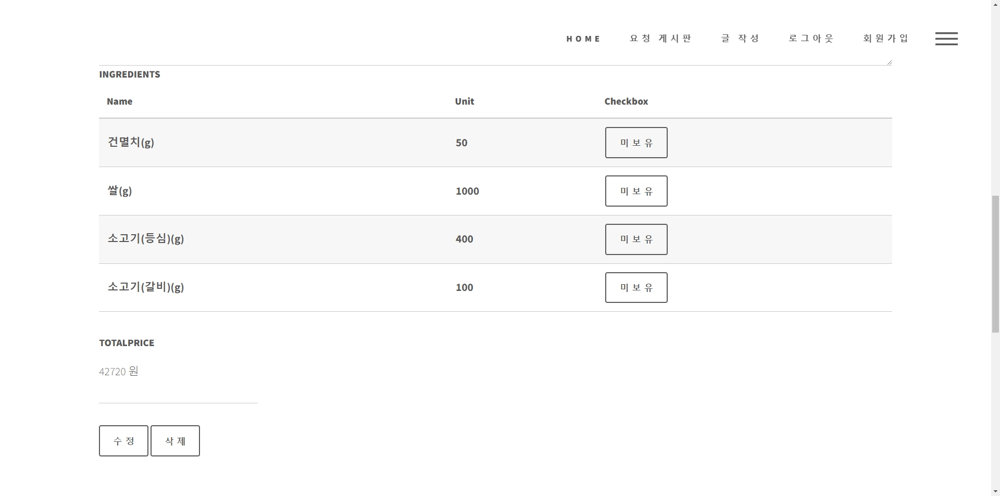 HOME 요청 게시판 글 작성 로그아웃 회원가입
INGREDIENTS
Name Unit Checkbox
건멸치(g) 50 미보유
쌀(g) 1000 미보유
소고기(등심)(g) 400 미보유
소고기(갈비)(g) 100 미보유
TOTALPRICE
42720 원
수정 삭제